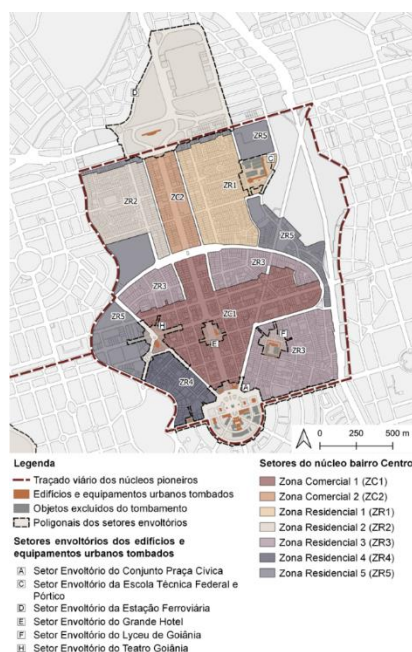 D
ZR5
C
ZR2
ZC2
ZR1
ZR5
ZR3
ZR3
ZC1
ZR5
H
E
F
ZR3
ZR4
A
0 250 500 m
Legenda
Traçado viário dos núcleos pioneiros
Edifícios e equipamentos urbanos tombados
Objetos excluídos do tombamento
Poligonais dos setores envoltórios
Setores envoltórios dos edifícios e
equipamentos urbanos tombados
A Setor Envoltório do Conjunto Praça Cívica
C Setor Envoltório da Escola Técnica Federal e
Pórtico
D Setor Envoltório da Estação Ferroviária
E Setor Envoltório do Grande Hotel
F Setor Envoltório do Lyceu de Goiânia
H Setor Envoltório do Teatro Goiânia
Setores do núcleo bairro Centro
Zona Comercial 1 (ZC1)
Zona Comercial 2 (ZC2)
Zona Residencial 1 (ZR1)
Zona Residencial 2 (ZR2)
Zona Residencial 3 (ZR3)
Zona Residencial 4 (ZR4)
Zona Residencial 5 (ZR5)